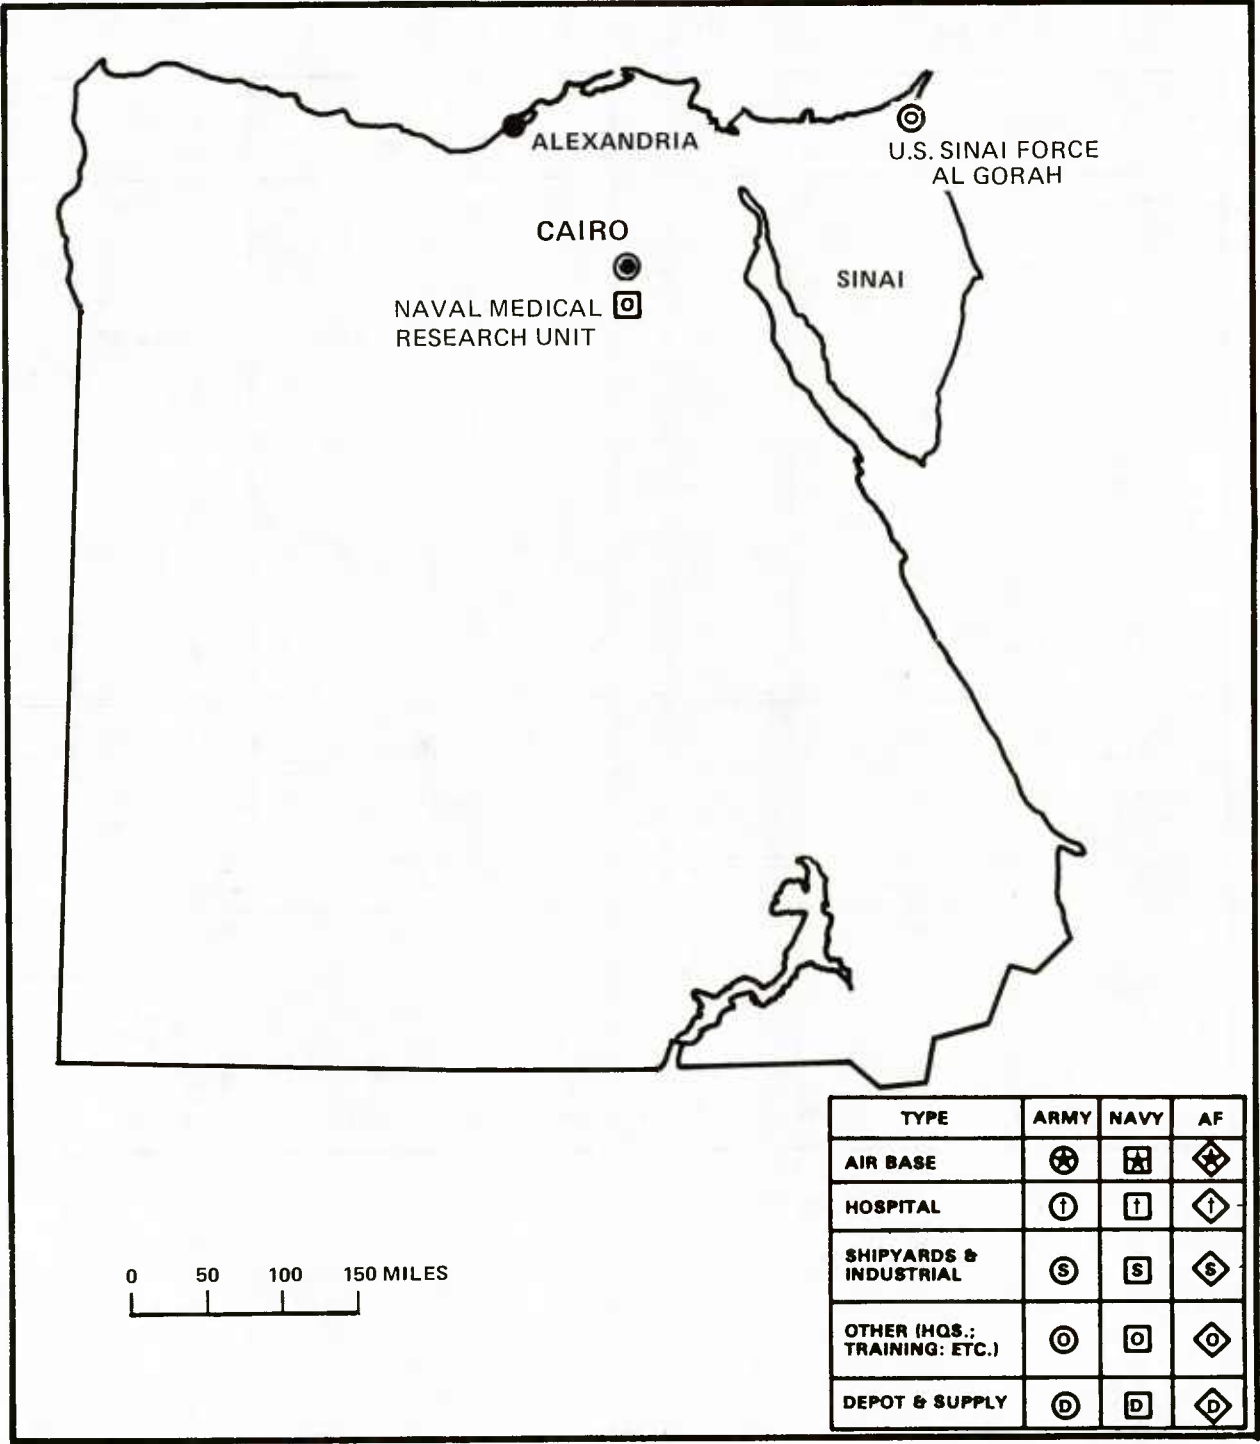 ALEXANDRIA
U.S. SINAI FORCE
AL GORAH
CAIRO
SINAI
NAVAL MEDICAL O
RESEARCH UNIT
TYPE ARMY NAVY AF
AIR BASE
HOSPITAL † † †
SHIPYARDS &
INDUSTRIAL S S S
OTHER (HQS.;
TRAINING: ETC.) O O O
DEPOT & SUPPLY D D D
0 50 100 150 MILES